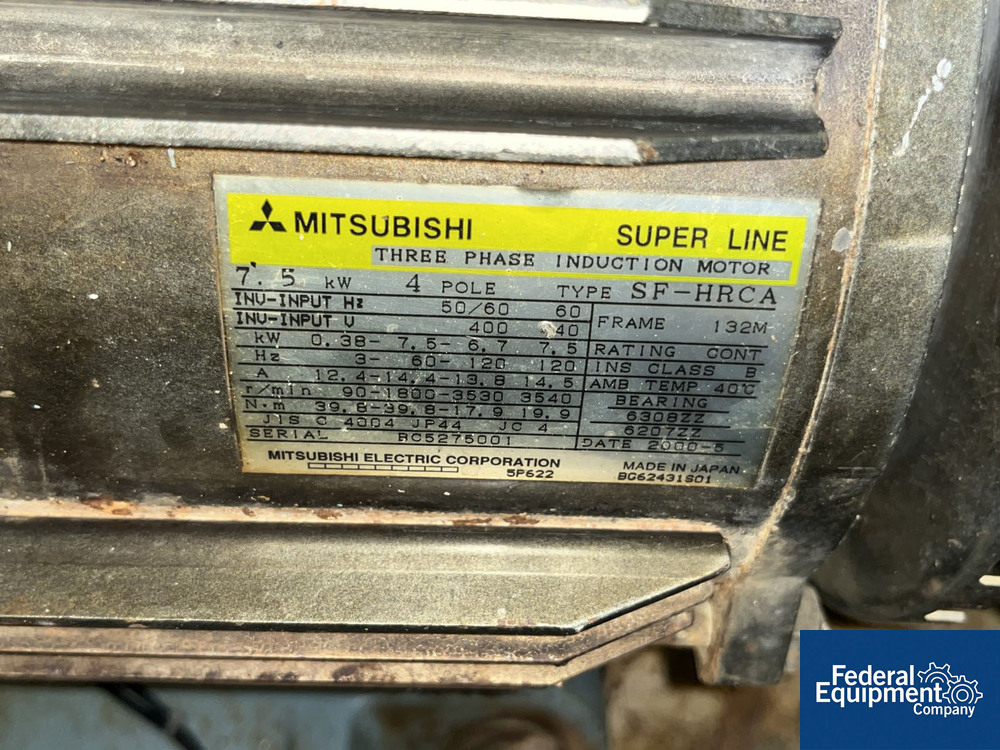 MITSUBISHI SUPER LINE
THREE PHASE INDUCTION MOTOR
7.5 kW 4 POLE TYPE SF-HRCA
INV-INPUT Hz 50/60 60
INV-INPUT V 400 440
kW 0.38- 7.5- 6.7 7.5
Hz 3- 60- 120 120
A 12.4-14.4-13.8 14.5
r/min 90-1800-3530 3540
N·m 39.8-39.8-17.9 19.9
JIS C 4004 JP44 JC 4
SERIAL RC5275001
FRAME 132M
RATING CONT
INS CLASS B
AMB TEMP 40°C
BEARING
6308ZZ
6207ZZ
DATE 2000-5
MITSUBISHI ELECTRIC CORPORATION
5P622
MADE IN JAPAN
BG62431S01
Federal
Equipment
Company